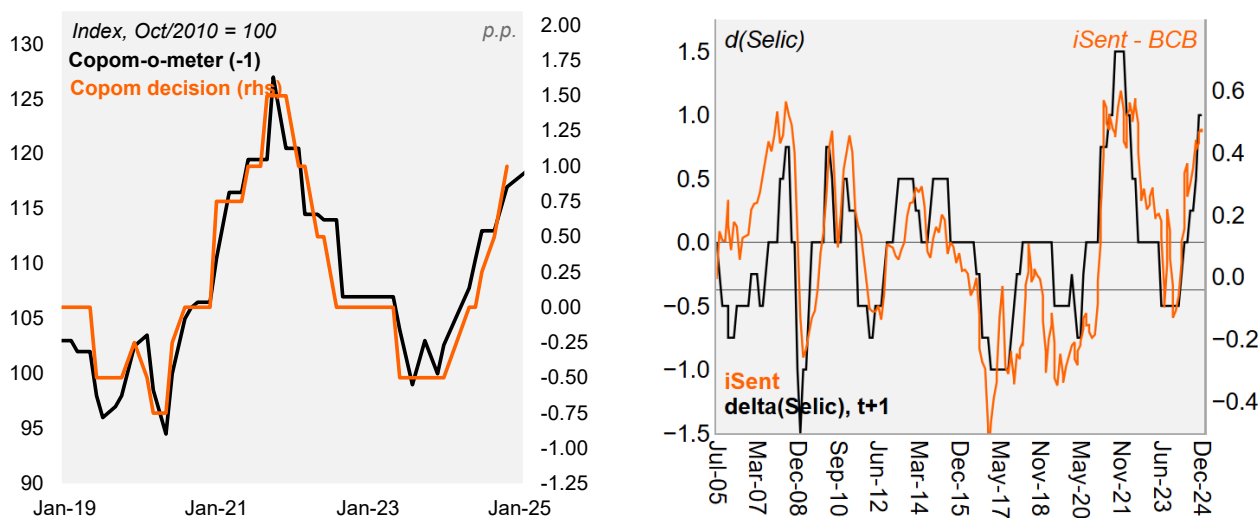 Index, Oct/2010 = 100
p.p.
Copom-o-meter (-1)
Copom decision (rhs)
130
125
120
115
110
105
100
95
90
2.00
1.75
1.50
1.25
1.00
0.75
0.50
0.25
0.00
-0.25
-0.50
-0.75
-1.00
-1.25
Jan-19
Jan-21
Jan-23
Jan-25
d(Selic)
iSent - BCB
1.5
1.0
0.5
0.0
−0.5
−1.0
−1.5
0.6
0.4
0.2
0.0
−0.2
−0.4
iSent
delta(Selic), t+1
Jul-05
Mar-07
Dec-08
Sep-10
Jun-12
Mar-14
Dec-15
May-17
Nov-18
May-20
Nov-21
Jun-23
Dec-24